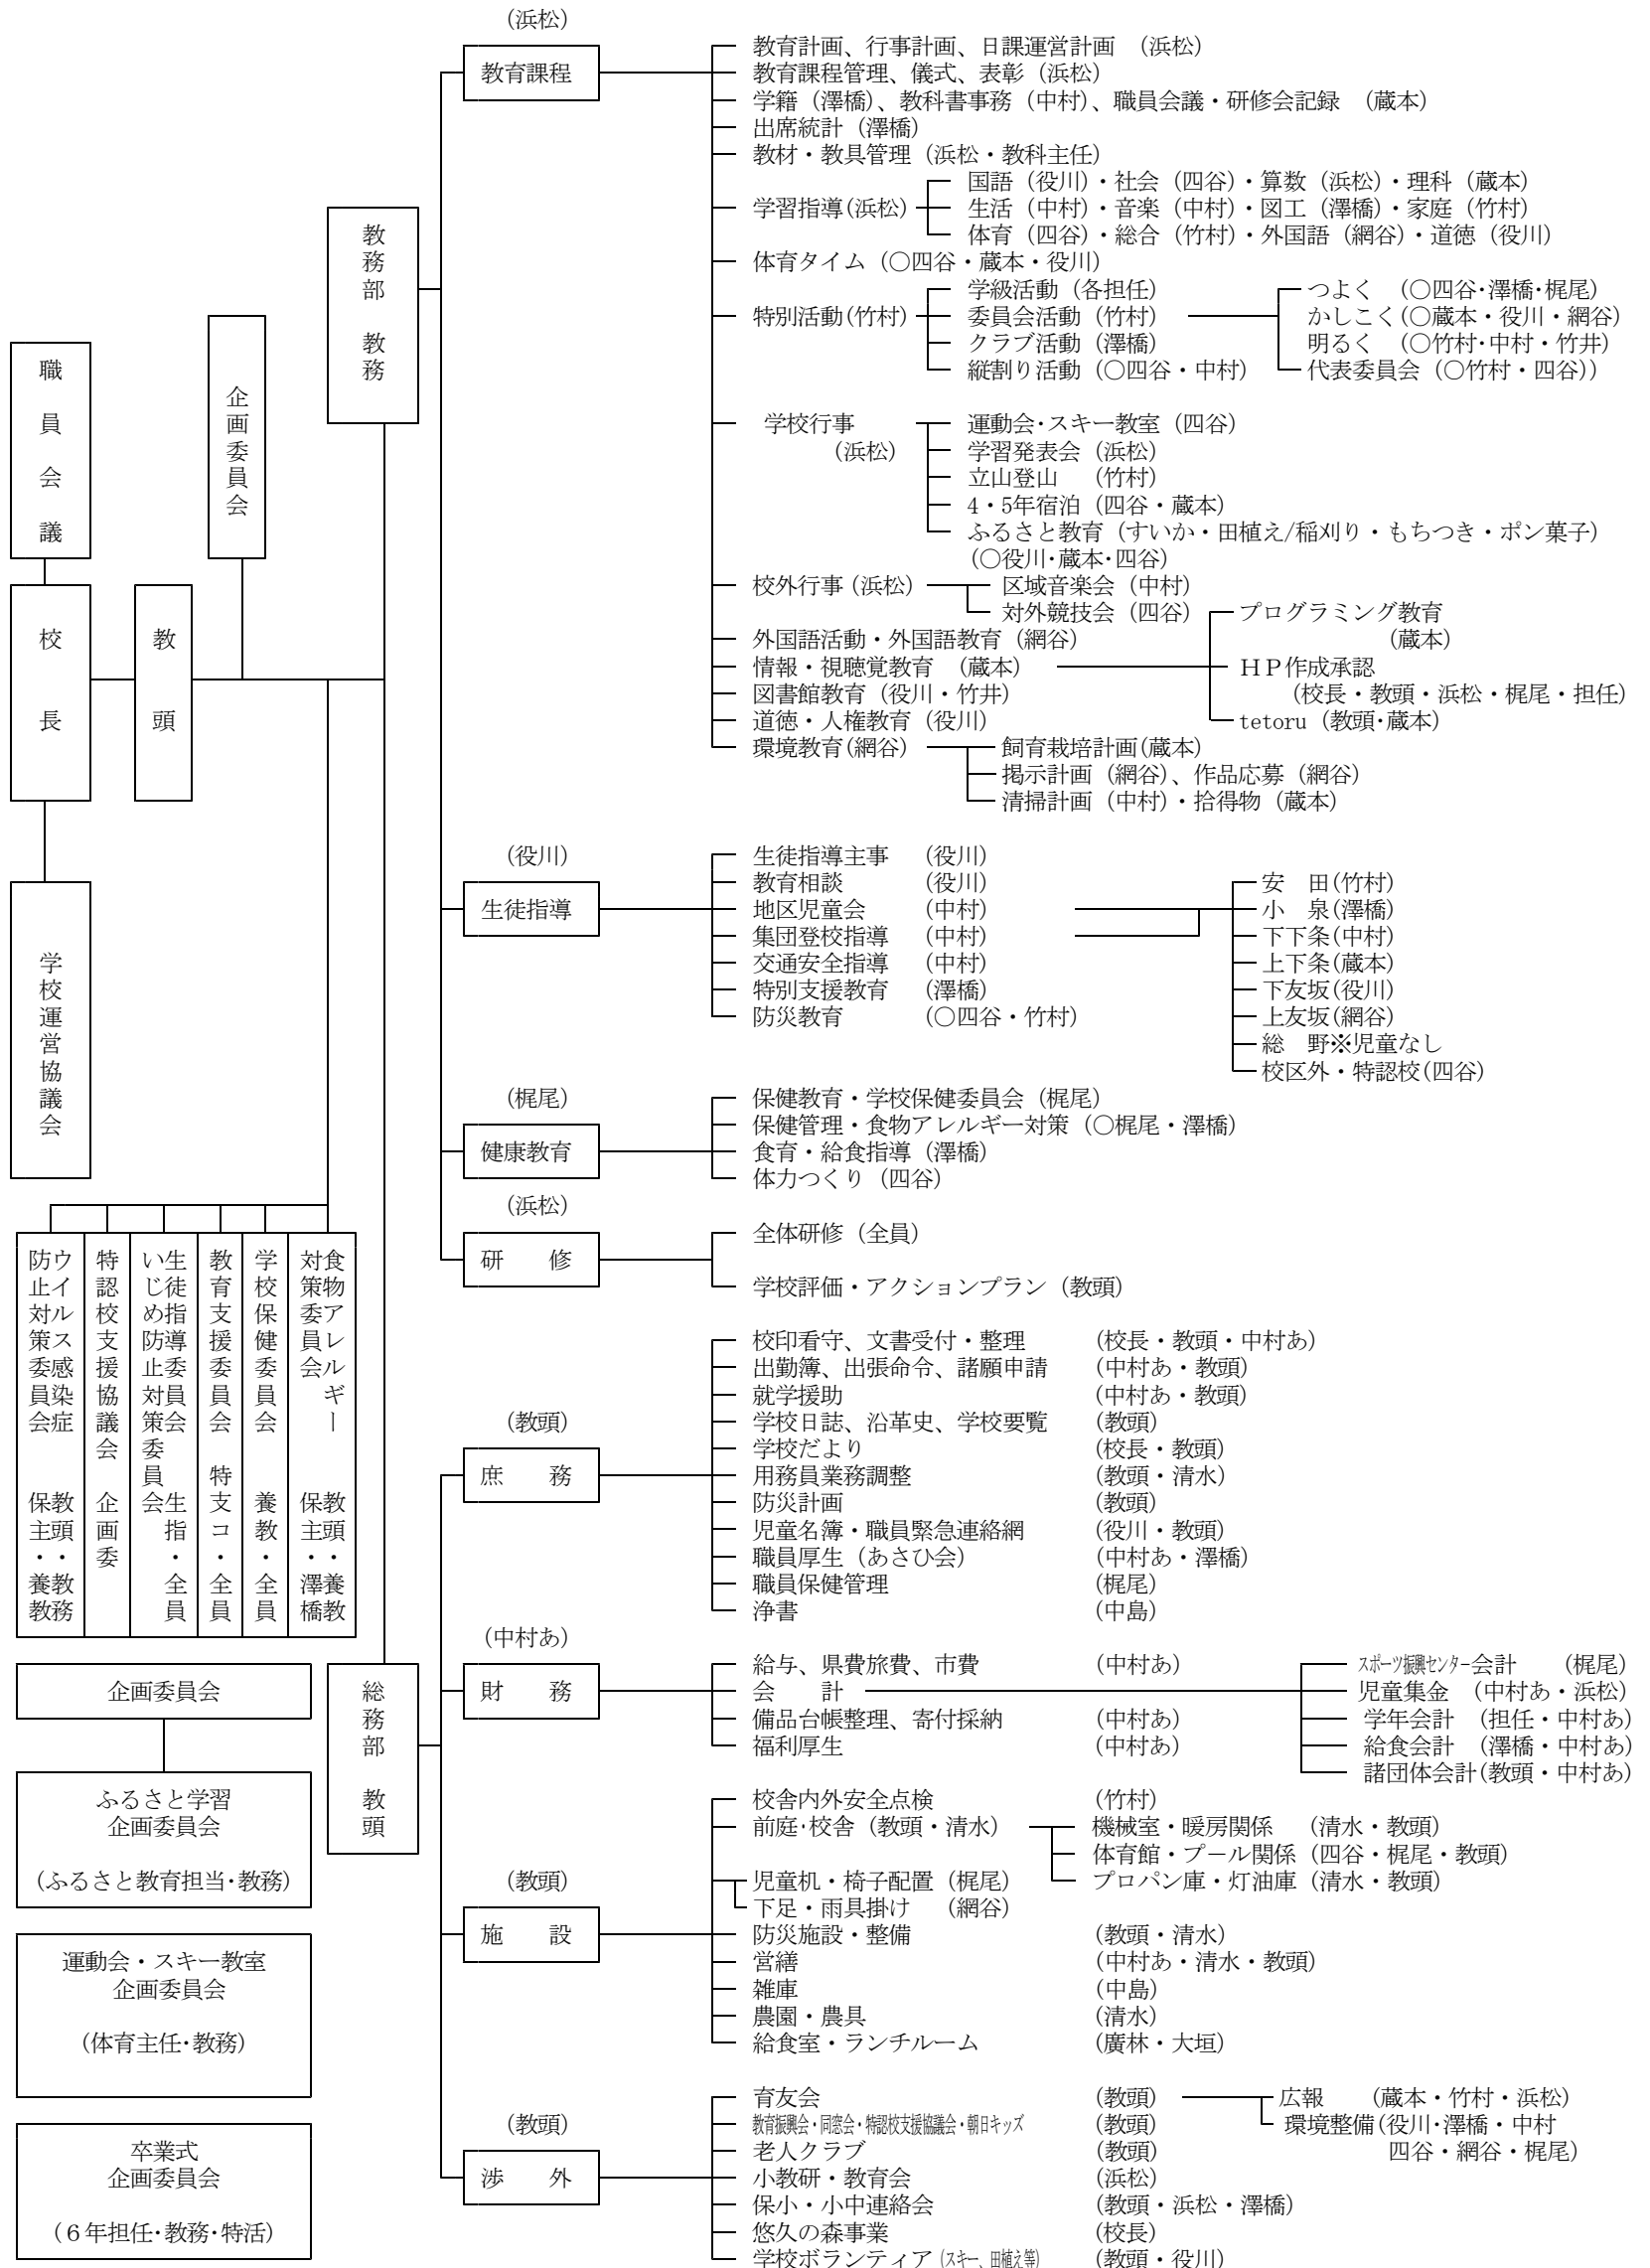 職員会議
校長
教頭
企画委員会
学校運営協議会
教務部　教務
総務部　教頭
ウイルス感染症
防止対策委員会
教頭・教務
保主・養教
特認校支援協議会　企画委
生徒指導委員会
いじめ防止対策委員会
生指・全員
教育支援委員会　特支コ・全員
学校保健委員会　養教・全員
食物アレルギー
対策委員会
教頭・養教
保主・澤橋
企画委員会
ふるさと学習
企画委員会
(ふるさと教育担当・教務)
運動会・スキー教室
企画委員会
(体育主任・教務)
卒業式
企画委員会
(６年担任・教務・特活)
(浜松)
教育課程
教育計画、行事計画、日課運営計画 (浜松)
教育課程管理、儀式、表彰 (浜松)
学籍 (澤橋)、教科書事務 (中村)、職員会議・研修会記録 (蔵本)
出席統計 (澤橋)
教材・教具管理 (浜松・教科主任)
学習指導(浜松)
国語 (役川)・社会 (四谷)・算数 (浜松)・理科 (蔵本)
生活 (中村)・音楽 (中村)・図工 (澤橋)・家庭 (竹村)
体育 (四谷)・総合 (竹村)・外国語 (網谷)・道徳 (役川)
体育タイム (○四谷・蔵本・役川)
特別活動(竹村)
学級活動 (各担任)
委員会活動 (竹村)
クラブ活動 (澤橋)
縦割り活動 (○四谷・中村)
つよく (○四谷・澤橋・梶尾)
かしこく(○蔵本・役川・網谷)
明るく (○竹村・中村・竹井)
代表委員会 (○竹村・四谷))
学校行事
(浜松)
運動会・スキー教室 (四谷)
学習発表会 (浜松)
立山登山 (竹村)
4・5年宿泊 (四谷・蔵本)
ふるさと教育 (すいか・田植え/稲刈り・もちつき・ポン菓子)
(○役川・蔵本・四谷)
校外行事 (浜松)
区域音楽会 (中村)
対外競技会 (四谷)
外国語活動・外国語教育 (網谷)
情報・視聴覚教育 (蔵本)
プログラミング教育
(蔵本)
ＨＰ作成承認
(校長・教頭・浜松・梶尾・担任)
tetoru (教頭・蔵本)
図書館教育 (役川・竹井)
道徳・人権教育 (役川)
環境教育(網谷)
飼育栽培計画(蔵本)
掲示計画 (網谷)、作品応募 (網谷)
清掃計画 (中村)・拾得物 (蔵本)
(役川)
生徒指導
生徒指導主事 (役川)
教育相談 (役川)
地区児童会 (中村)
集団登校指導 (中村)
交通安全指導 (中村)
特別支援教育 (澤橋)
防災教育 (○四谷・竹村)
安　田(竹村)
小　泉(澤橋)
下下条(中村)
上下条(蔵本)
下友坂(役川)
上友坂(網谷)
総　野※児童なし
校区外・特認校(四谷)
(梶尾)
健康教育
保健教育・学校保健委員会 (梶尾)
保健管理・食物アレルギー対策 (○梶尾・澤橋)
食育・給食指導 (澤橋)
体力つくり (四谷)
(浜松)
研　　修
全体研修 (全員)
学校評価・アクションプラン (教頭)
(教頭)
庶　　務
校印看守、文書受付・整理 (校長・教頭・中村あ)
出勤簿、出張命令、諸願申請 (中村あ・教頭)
就学援助 (中村あ・教頭)
学校日誌、沿革史、学校要覧 (教頭)
学校だより (校長・教頭)
用務員業務調整 (教頭・清水)
防災計画 (教頭)
児童名簿・職員緊急連絡網 (役川・教頭)
職員厚生 (あさひ会) (中村あ・澤橋)
職員保健管理 (梶尾)
浄書 (中島)
(中村あ)
財　　務
給与、県費旅費、市費 (中村あ)
会　　計
備品台帳整理、寄付採納 (中村あ)
福利厚生 (中村あ)
スポーツ振興センター会計 (梶尾)
児童集金 (中村あ・浜松)
学年会計 (担任・中村あ)
給食会計 (澤橋・中村あ)
諸団体会計(教頭・中村あ)
(教頭)
施　　設
校舎内外安全点検 (竹村)
前庭・校舎 (教頭・清水)
機械室・暖房関係 (清水・教頭)
体育館・プール関係 (四谷・梶尾・教頭)
プロパン庫・灯油庫 (清水・教頭)
児童机・椅子配置 (梶尾)
下足・雨具掛け (網谷)
防災施設・整備 (教頭・清水)
営繕 (中村あ・清水・教頭)
雑庫 (中島)
農園・農具 (清水)
給食室・ランチルーム (廣林・大垣)
(教頭)
渉　　外
育友会 (教頭)
広報 (蔵本・竹村・浜松)
環境整備(役川・澤橋・中村
四谷・網谷・梶尾)
教育振興会・同窓会・特認校支援協議会・朝日キッズ (教頭)
老人クラブ (教頭)
小教研・教育会 (浜松)
保小・小中連絡会 (教頭・浜松・澤橋)
悠久の森事業 (校長)
学校ボランティア (スキー、田植え等) (教頭・役川)